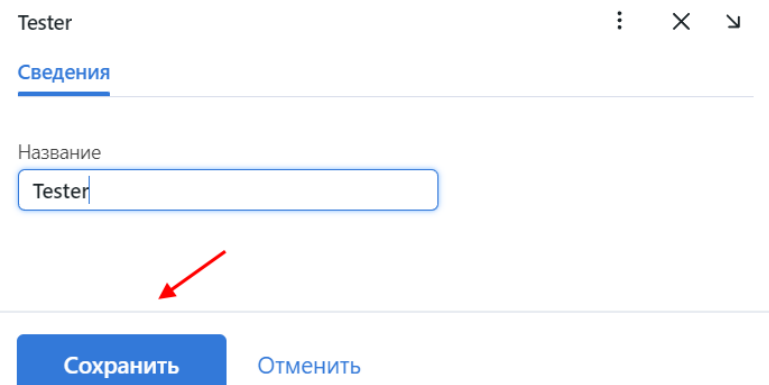 Tester
Сведения
Название
Tester
Сохранить Отменить